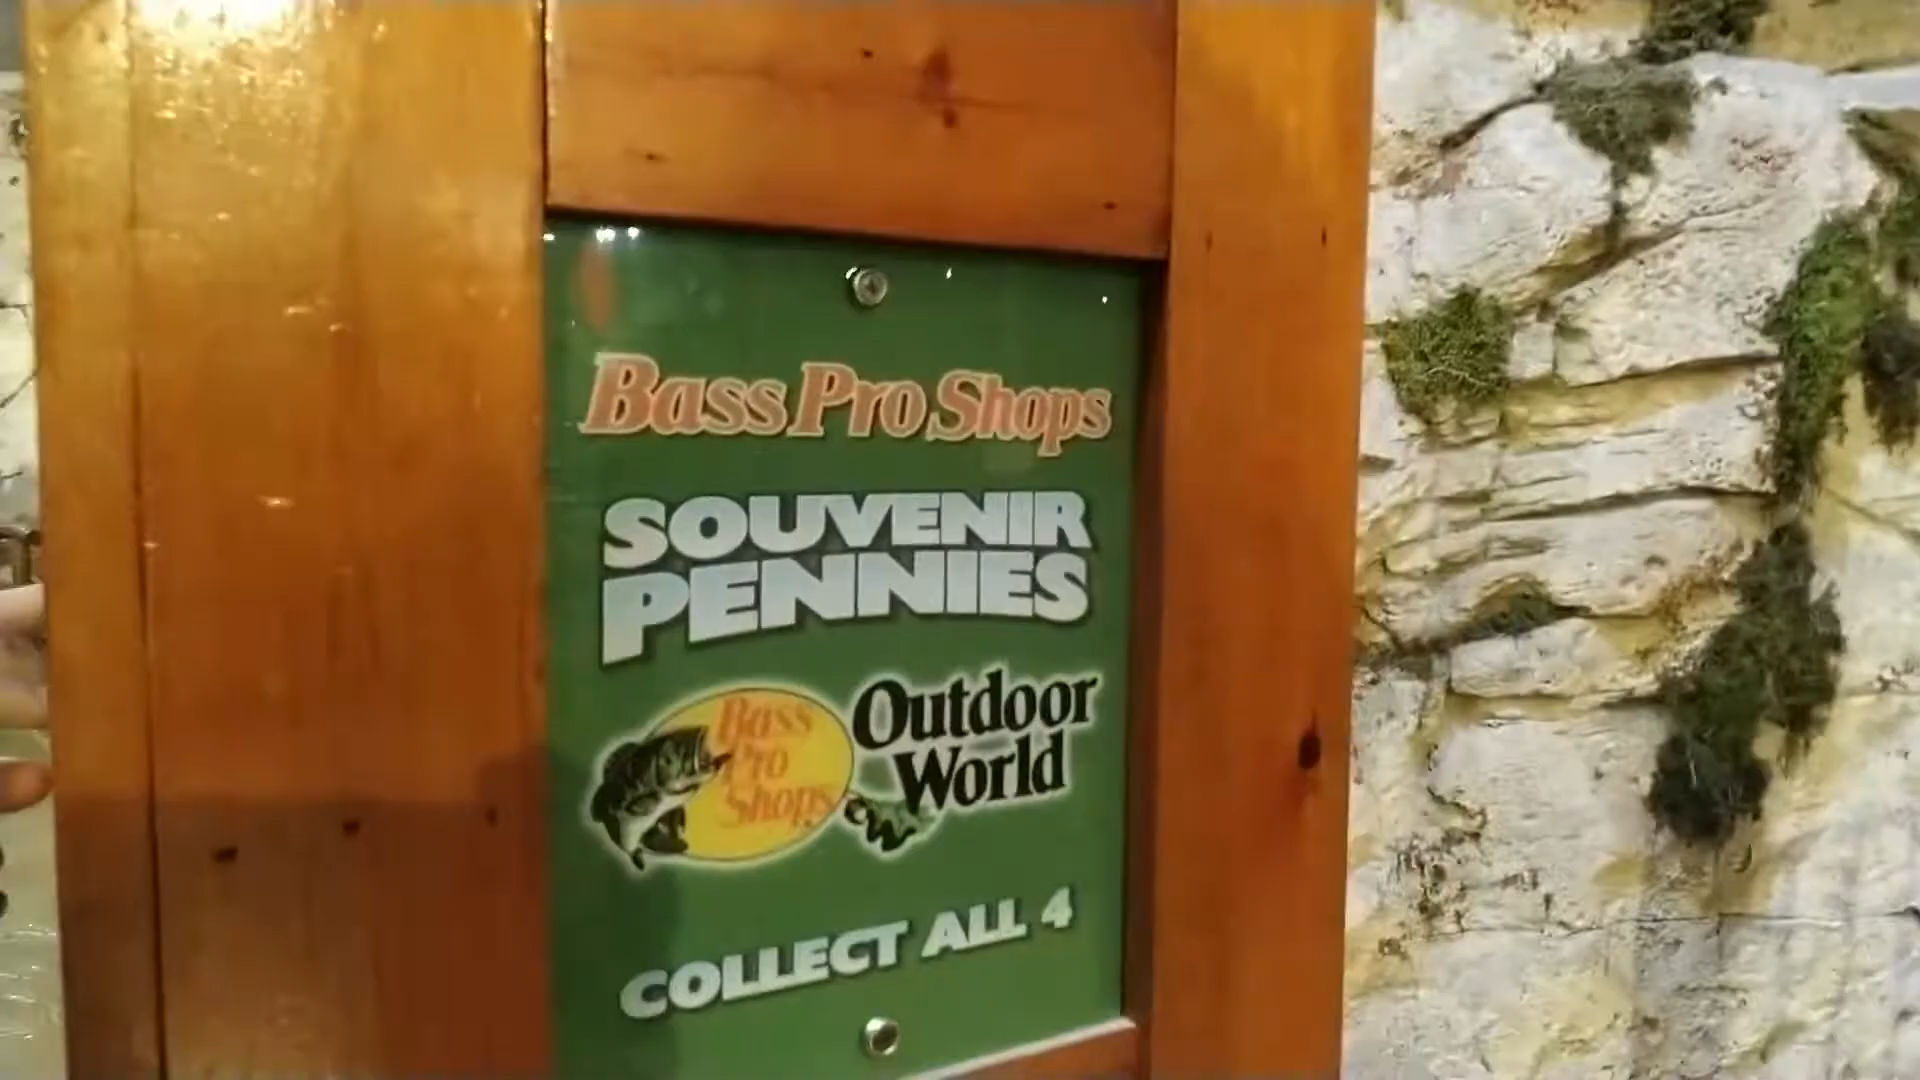 Bass Pro Shops
SOUVENIR
PENNIES
Bass
Pro
Shops
Outdoor
World
COLLECT ALL 4